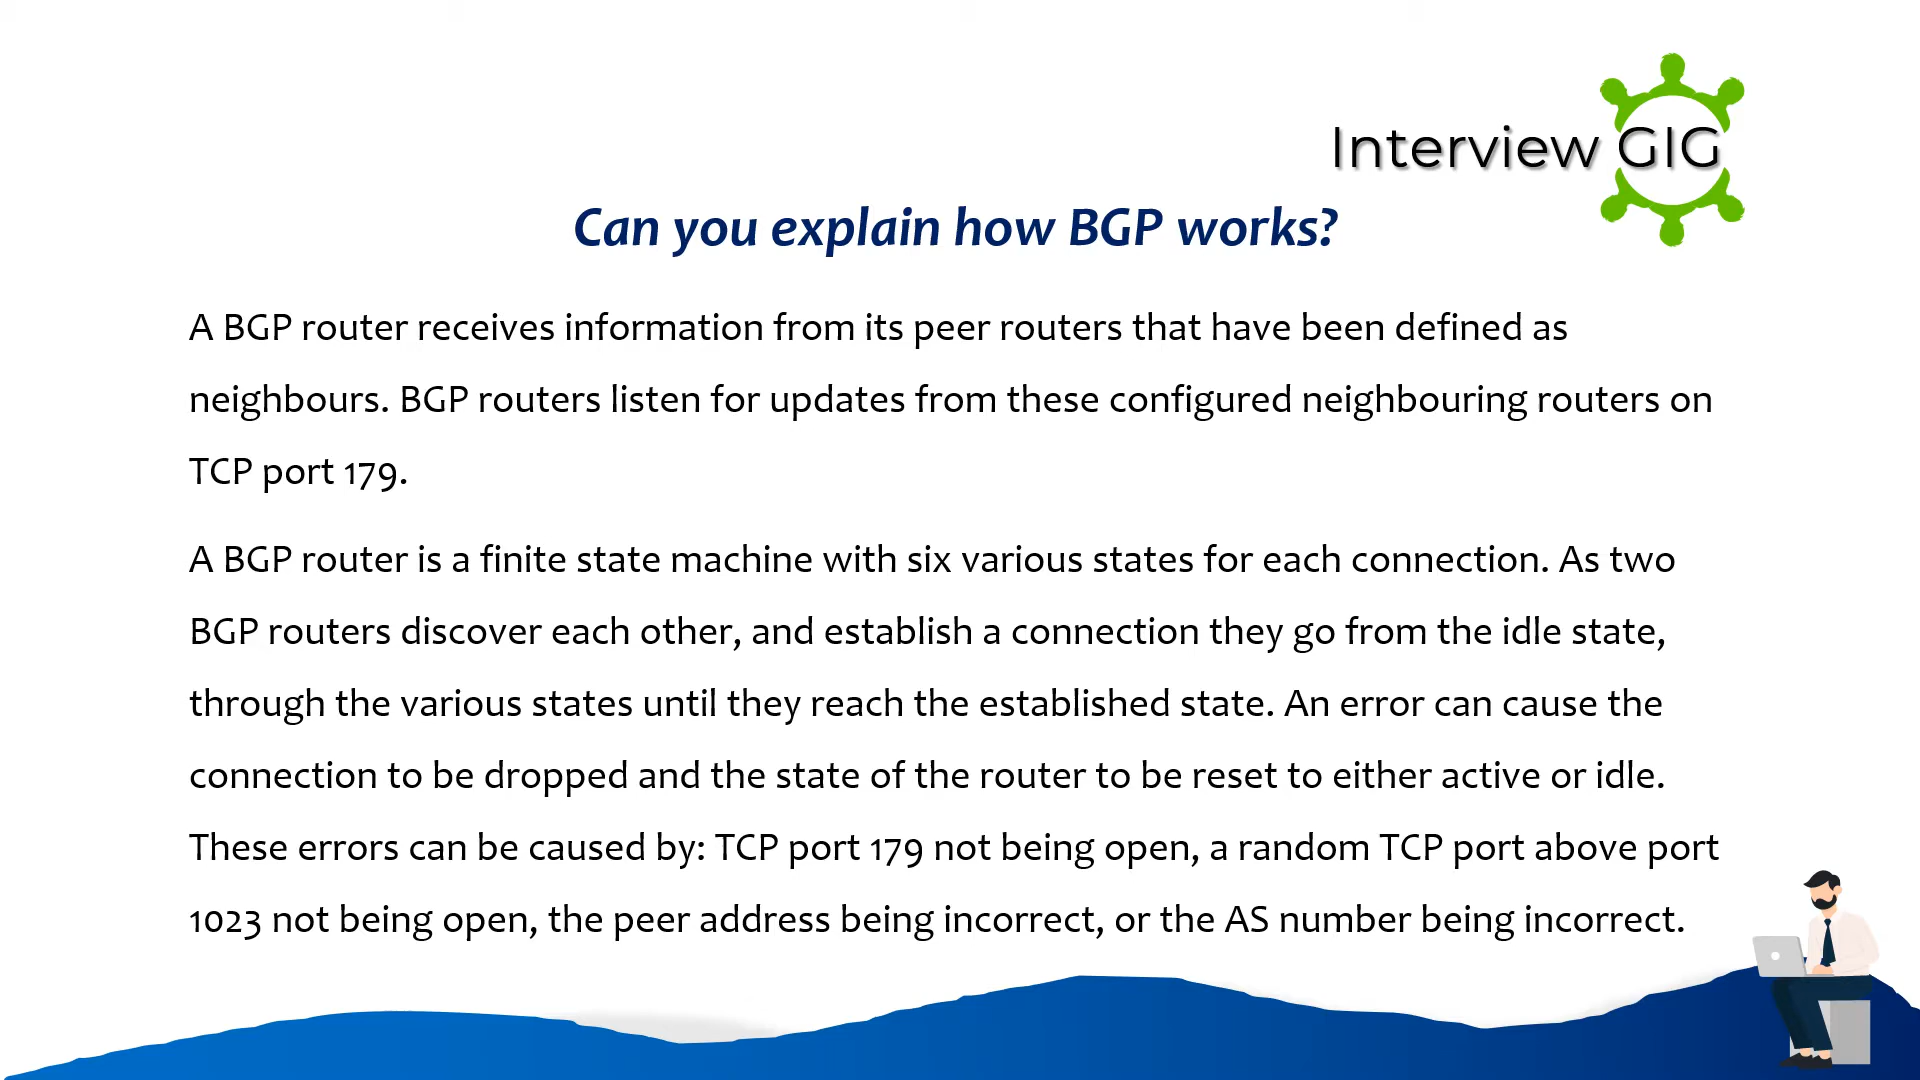 Interview GIG
Can you explain how BGP works?
A BGP router receives information from its peer routers that have been defined as
neighbours. BGP routers listen for updates from these configured neighbouring routers on
TCP port 179.
A BGP router is a finite state machine with six various states for each connection. As two
BGP routers discover each other, and establish a connection they go from the idle state,
through the various states until they reach the established state. An error can cause the
connection to be dropped and the state of the router to be reset to either active or idle.
These errors can be caused by: TCP port 179 not being open, a random TCP port above port
1023 not being open, the peer address being incorrect, or the AS number being incorrect.